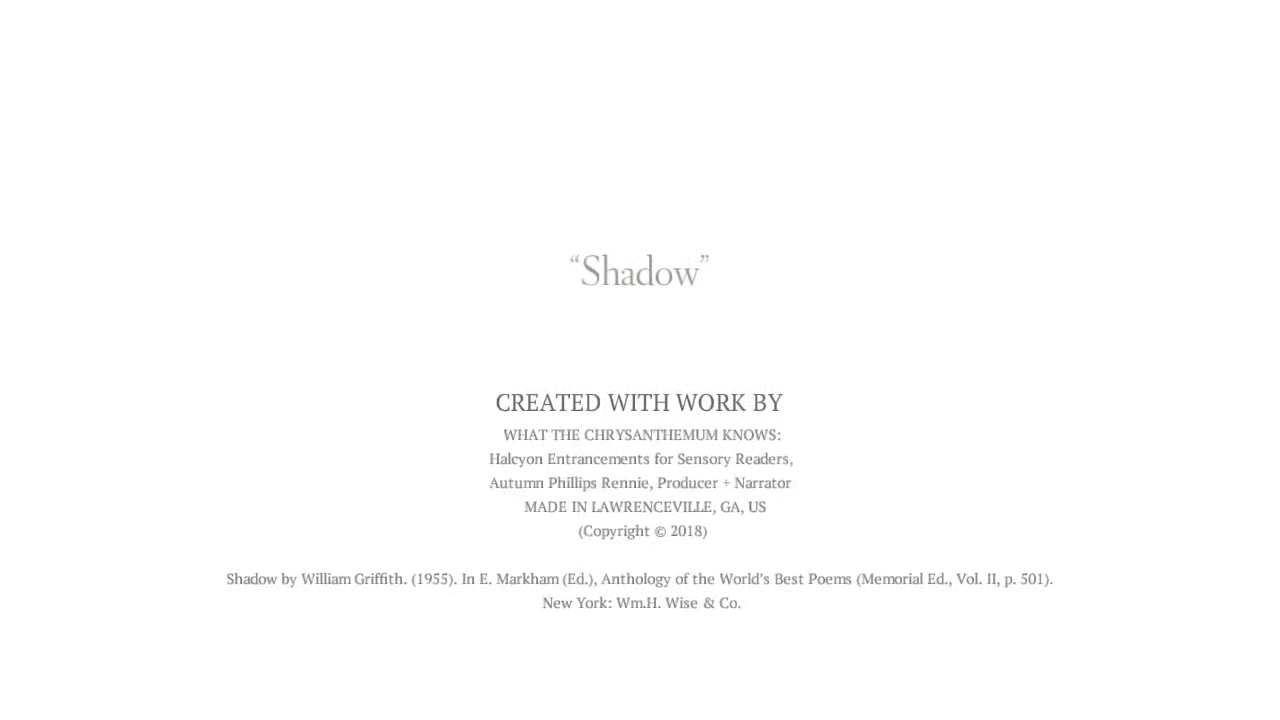 “Shadow”
CREATED WITH WORK BY
WHAT THE CHRYSANTHEMUM KNOWS:
Halcyon Entrancements for Sensory Readers,
Autumn Phillips Rennie, Producer + Narrator
MADE IN LAWRENCEVILLE, GA, US
(Copyright © 2018)
Shadow by William Griffith. (1955). In E. Markham (Ed.), Anthology of the World’s Best Poems (Memorial Ed., Vol. II, p. 501).
New York: Wm.H. Wise & Co.